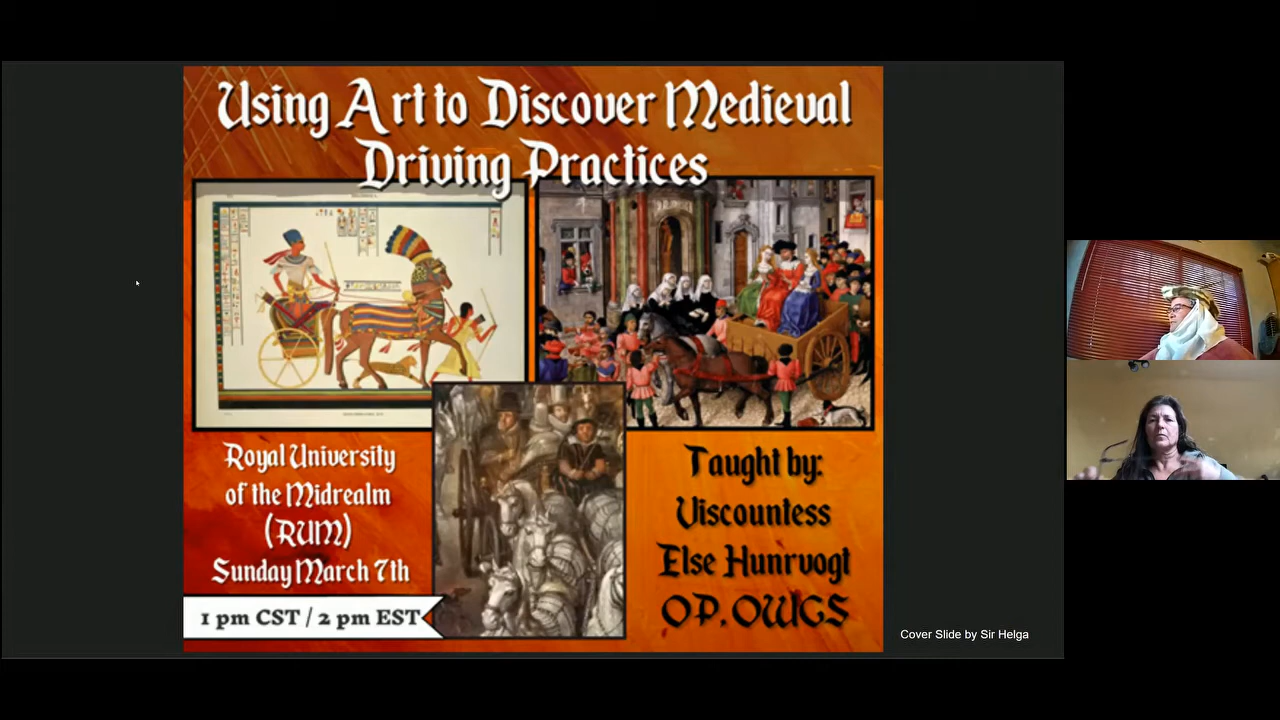 Using Art to Discover Medieval
Driving Practices
Royal University
of the Midrealm
(RUM)
Sunday March 7th
1 pm CST / 2 pm EST
Taught by:
Viscountess
Else Hunrvogt
OP, OWGS
Cover Slide by Sir Helga